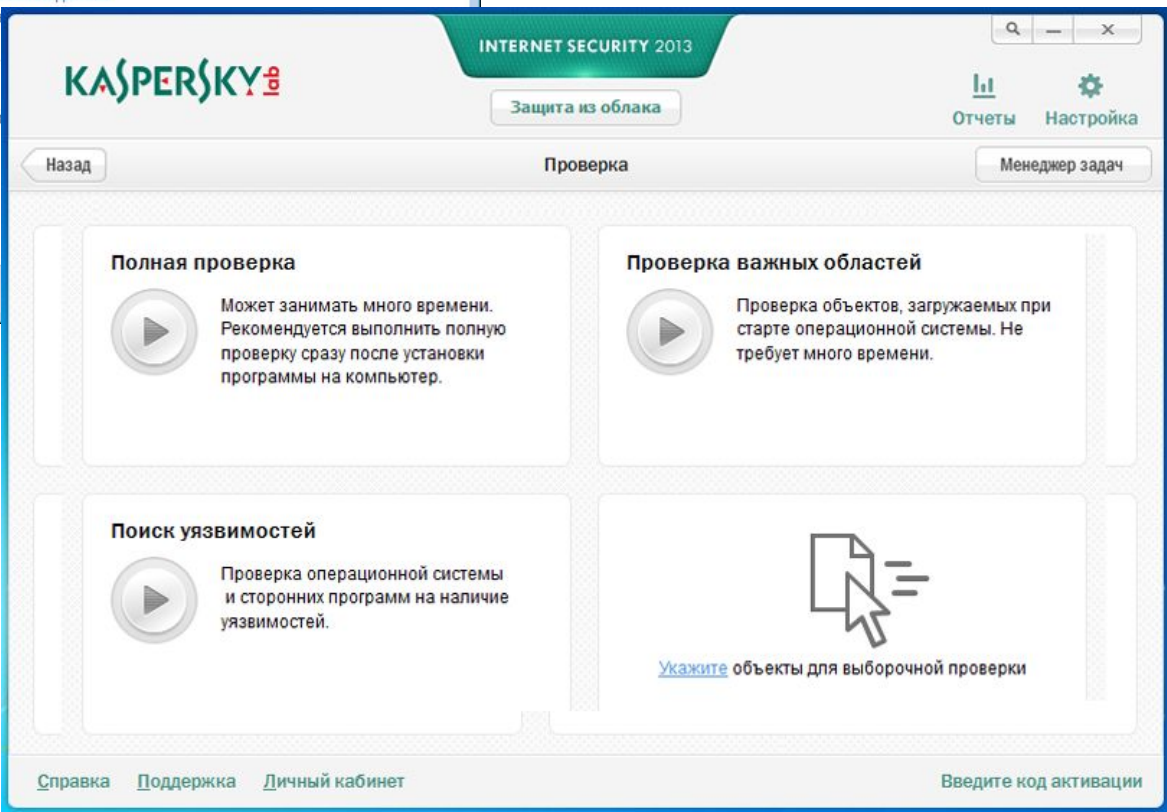 INTERNET SECURITY 2013
KASPERSKY lab
Защита из облака
Отчеты
Настройка
Назад
Проверка
Менеджер задач
Полная проверка
Может занимать много времени.
Рекомендуется выполнить полную
проверку сразу после установки
программы на компьютер.
Проверка важных областей
Проверка объектов, загружаемых при
старте операционной системы. Не
требует много времени.
Поиск уязвимостей
Проверка операционной системы
и сторонних программ на наличие
уязвимостей.
Укажите объекты для выборочной проверки
Справка
Поддержка
Личный кабинет
Введите код активации